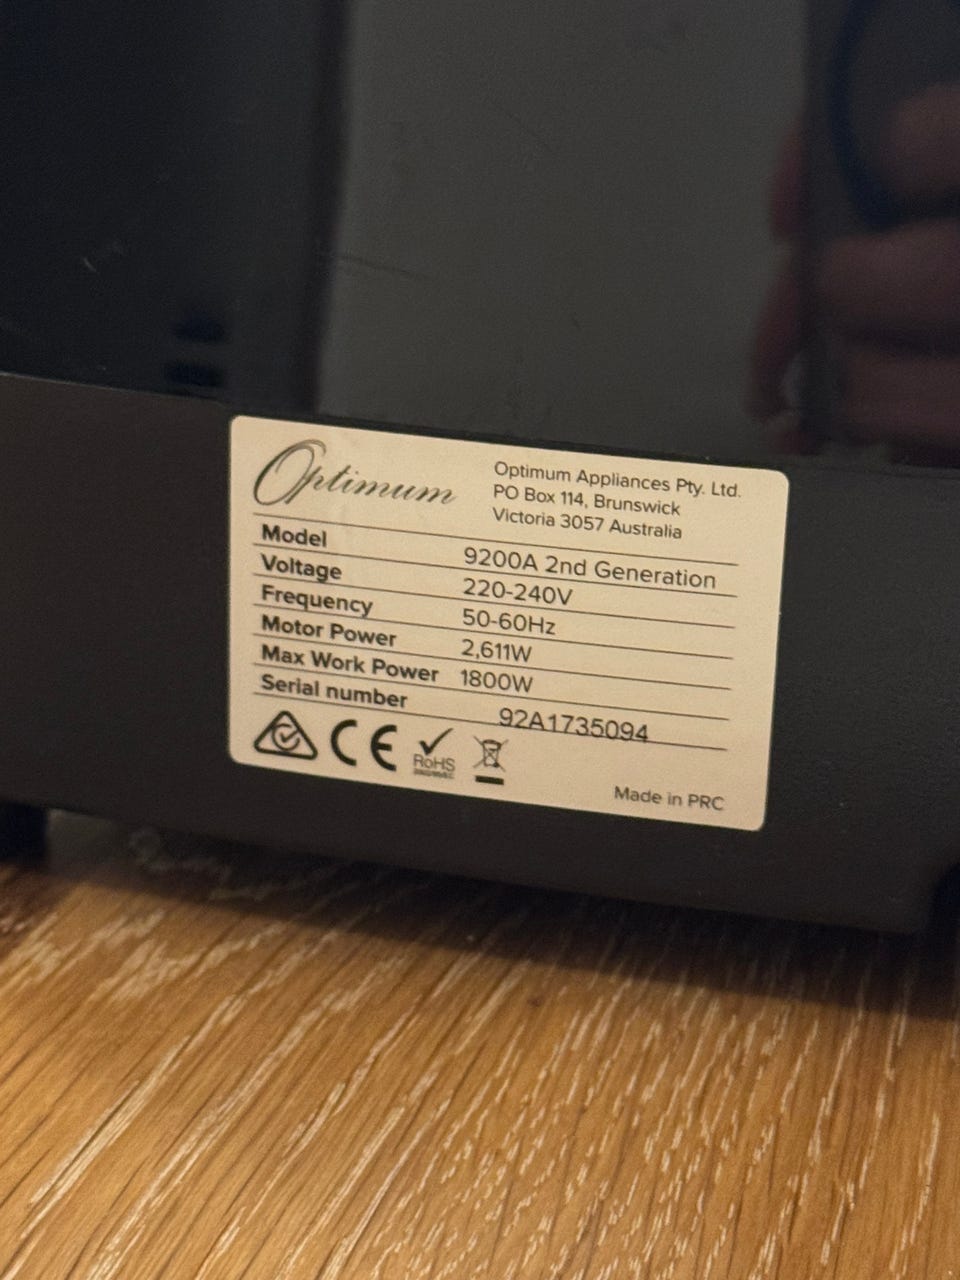 Optimum
Optimum Appliances Pty. Ltd.
PO Box 114, Brunswick
Victoria 3057 Australia
Model 9200A 2nd Generation
Voltage 220-240V
Frequency 50-60Hz
Motor Power 2,611W
Max Work Power 1800W
Serial number 92A1735094
CE RoHS
Made in PRC